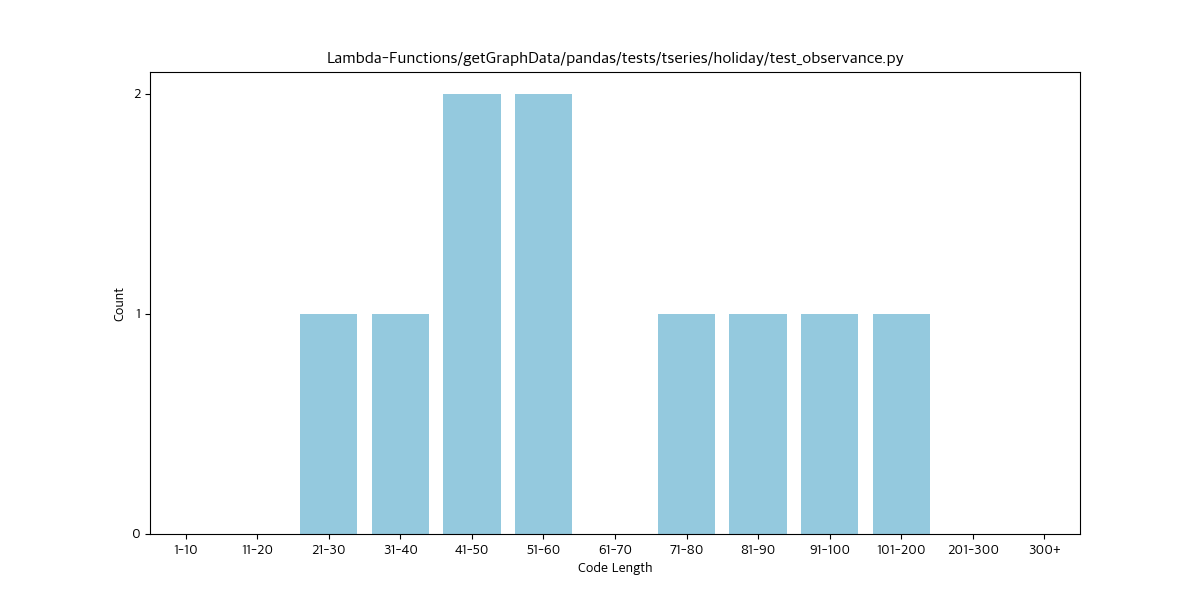 Lambda-Functions/getGraphData/pandas/tests/tseries/holiday/test_observance.py
2
1
0
Count
1-10 11-20 21-30 31-40 41-50 51-60 61-70 71-80 81-90 91-100 101-200 201-300 300+
Code Length